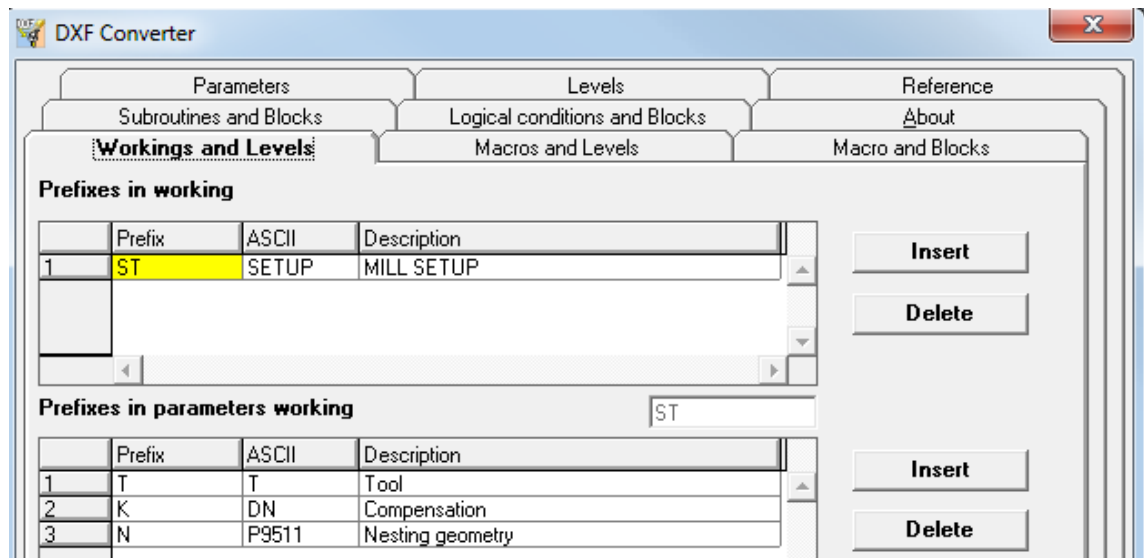 DXF Converter
Parameters Levels Reference
Subroutines and Blocks Logical conditions and Blocks About
Workings and Levels Macros and Levels Macro and Blocks
Prefixes in working
Prefix ASCII Description
1 ST SETUP MILL SETUP
Insert
Delete
Prefixes in parameters working ST
Prefix ASCII Description
1 T T Tool
2 K DN Compensation
3 N P9511 Nesting geometry
Insert
Delete